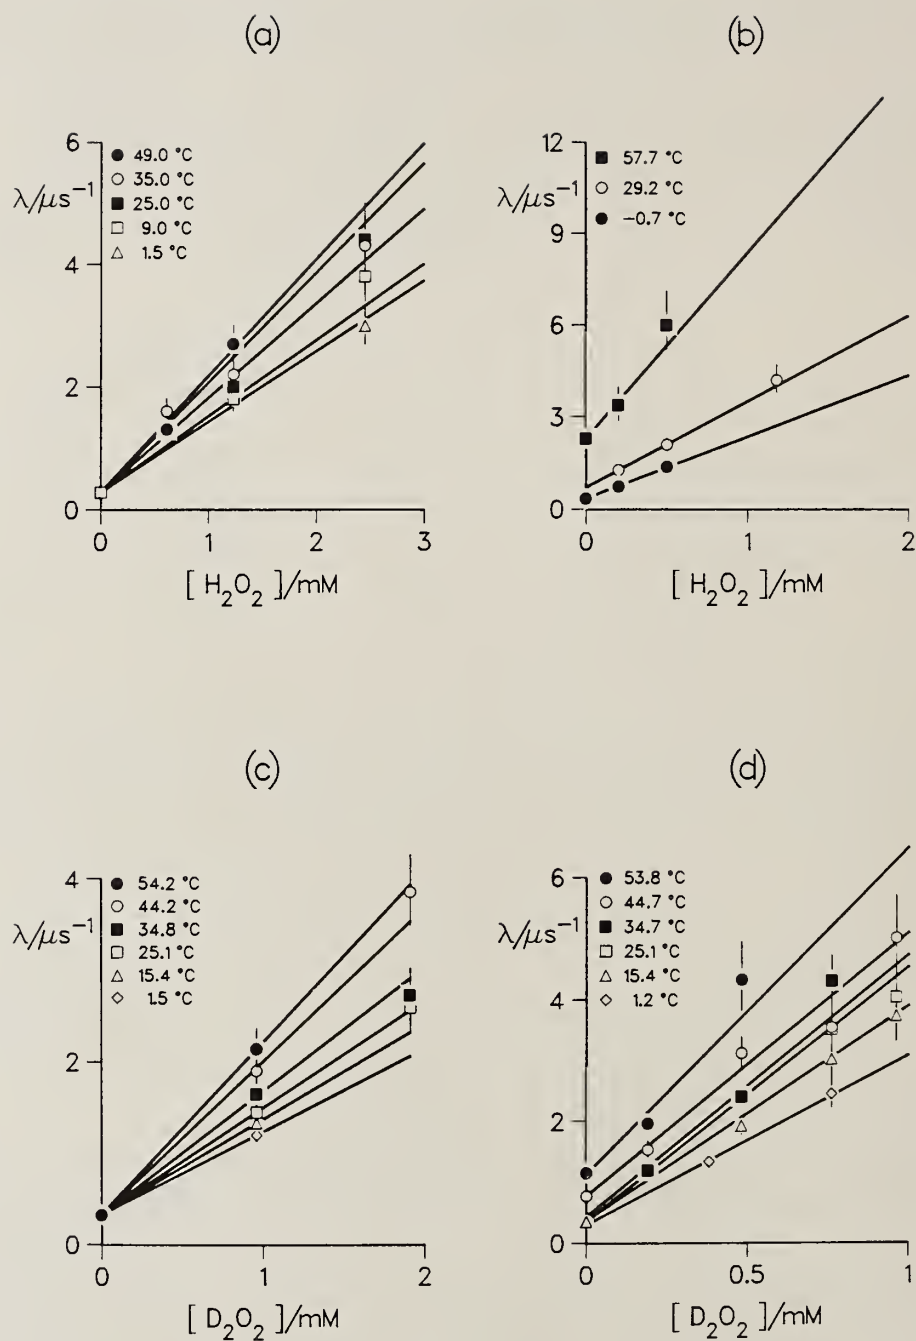 (a)
6
4
2
0
λ/μs⁻¹
● 49.0 °C
○ 35.0 °C
■ 25.0 °C
□ 9.0 °C
△ 1.5 °C
0 1 2 3
[ H₂O₂ ]/mM
(b)
12
9
6
3
0
λ/μs⁻¹
■ 57.7 °C
○ 29.2 °C
● −0.7 °C
0 1 2
[ H₂O₂ ]/mM
(c)
4
2
0
λ/μs⁻¹
● 54.2 °C
○ 44.2 °C
■ 34.8 °C
□ 25.1 °C
△ 15.4 °C
◇ 1.5 °C
0 1 2
[ D₂O₂ ]/mM
(d)
6
4
2
0
λ/μs⁻¹
● 53.8 °C
○ 44.7 °C
■ 34.7 °C
□ 25.1 °C
△ 15.4 °C
◇ 1.2 °C
0 0.5 1
[ D₂O₂ ]/mM